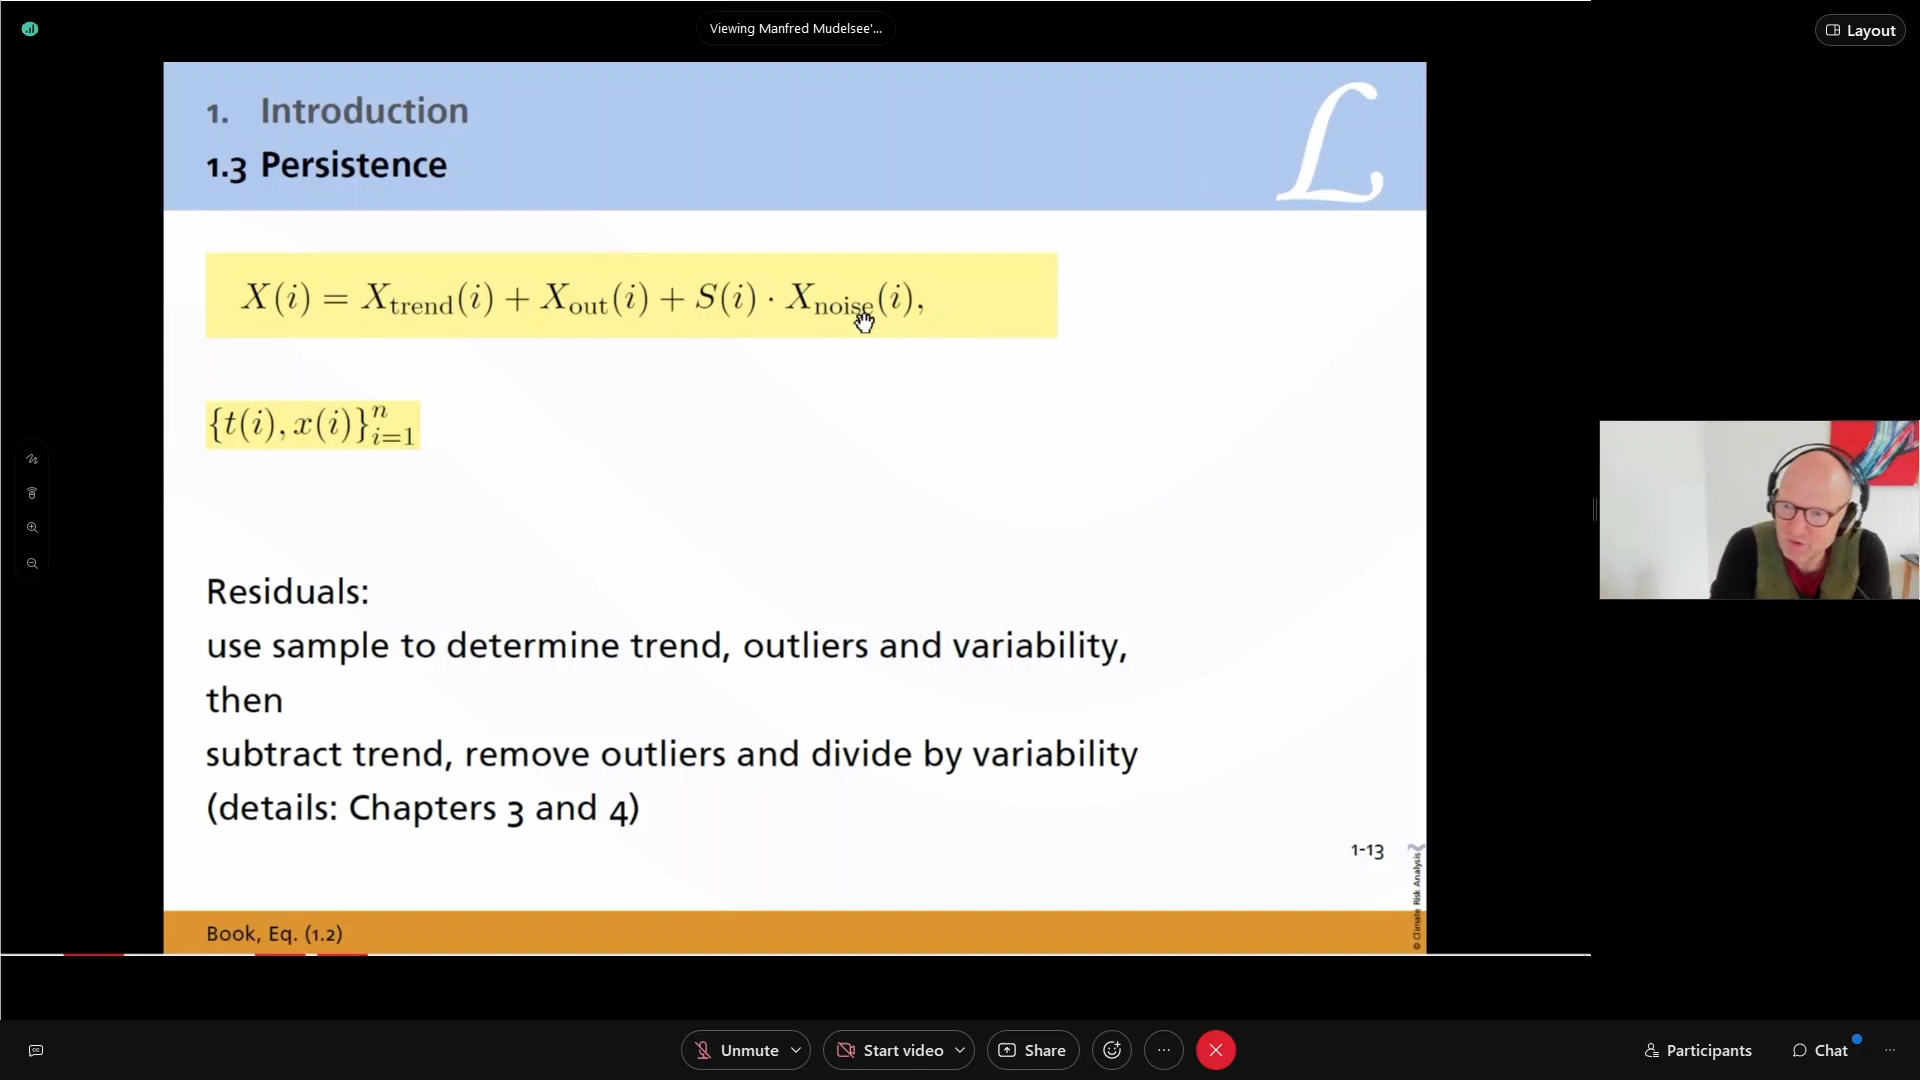 Viewing Manfred Mudelsee'...
Layout
1. Introduction
1.3 Persistence
ℒ
X(i) = X_trend(i) + X_out(i) + S(i) · X_noise(i),
{t(i), x(i)}_{i=1}^n
Residuals:
use sample to determine trend, outliers and variability,
then
subtract trend, remove outliers and divide by variability
(details: Chapters 3 and 4)
1-13
© Climate Risk Analysis
Book, Eq. (1.2)
Unmute
Start video
Share
Participants
Chat